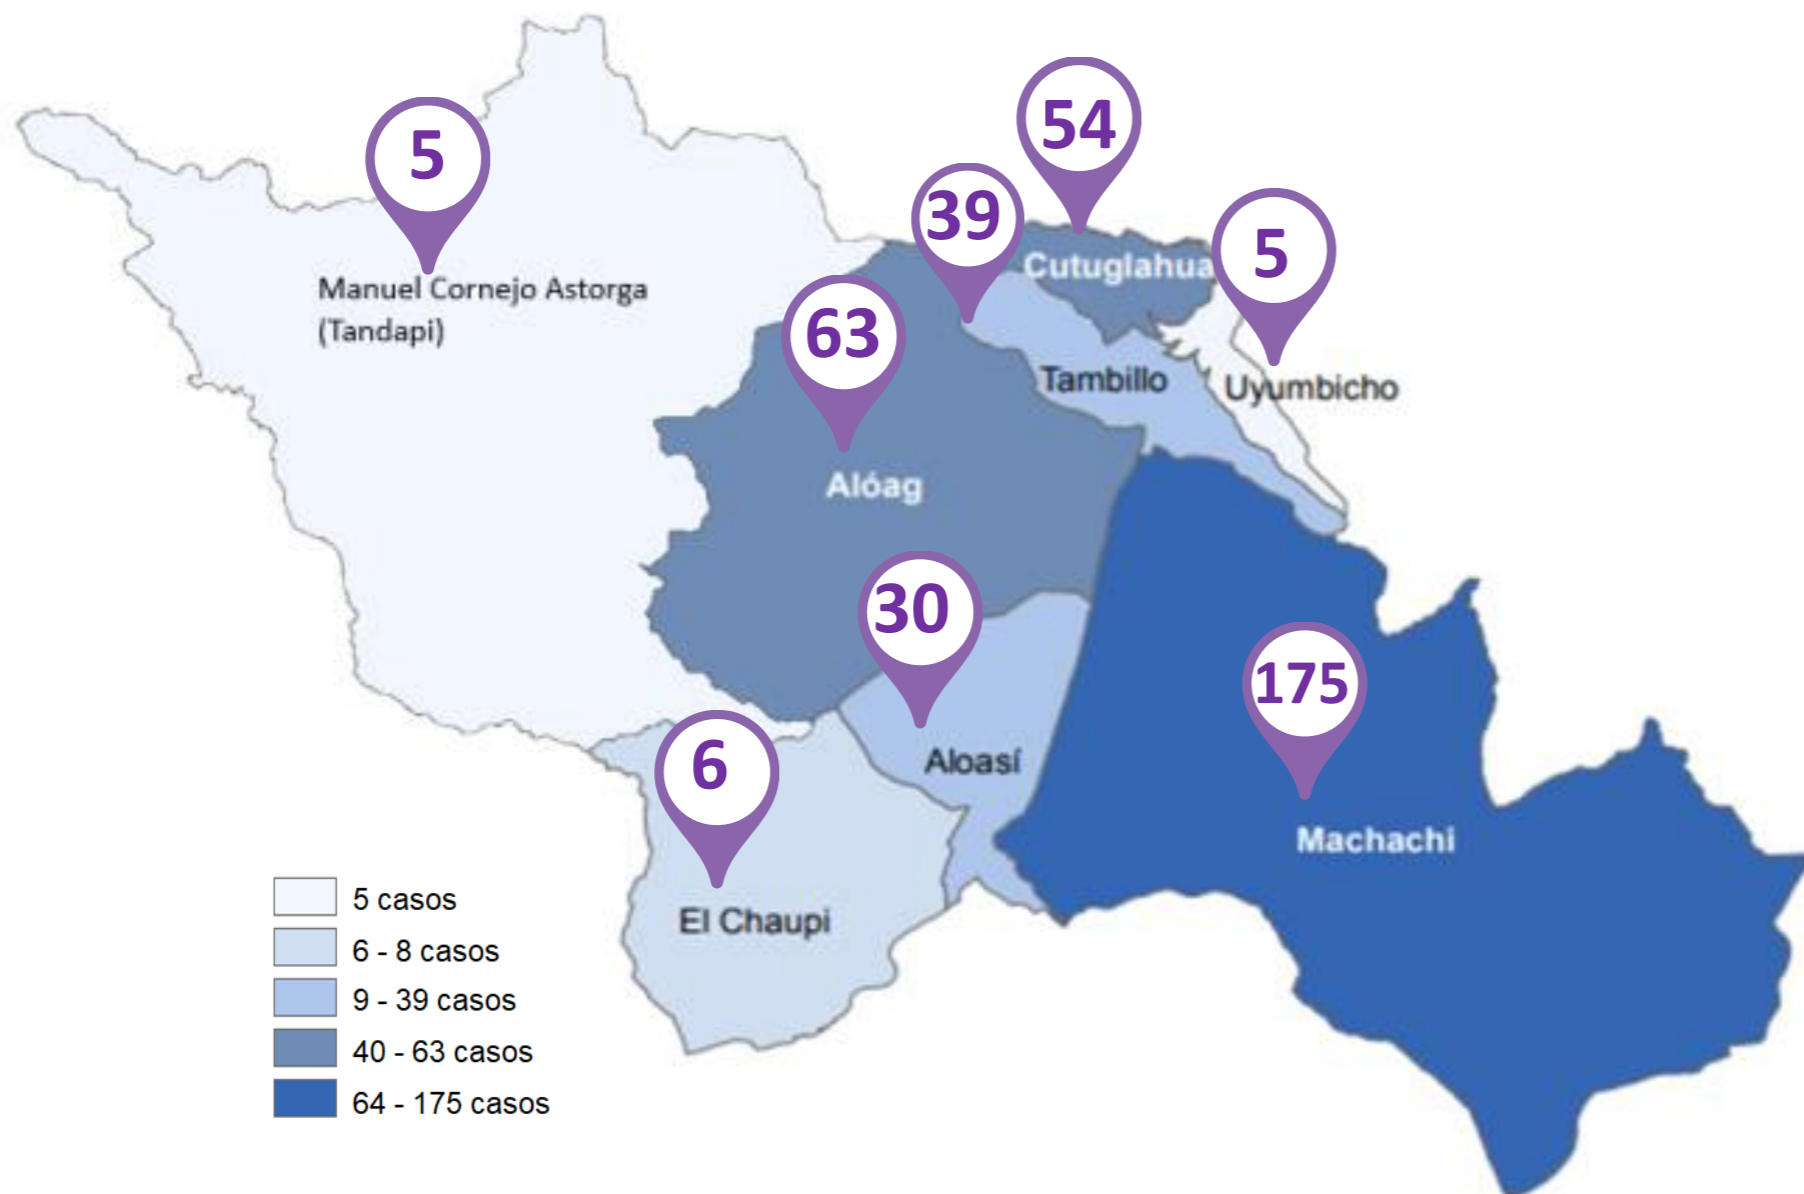 54
5
39
5
Cutuglahua
Manuel Cornejo Astorga
(Tandapi)
63
Tambillo
Uyumbicho
Alóag
30
175
6
Aloasí
Machachi
El Chaupi
5 casos
6 - 8 casos
9 - 39 casos
40 - 63 casos
64 - 175 casos